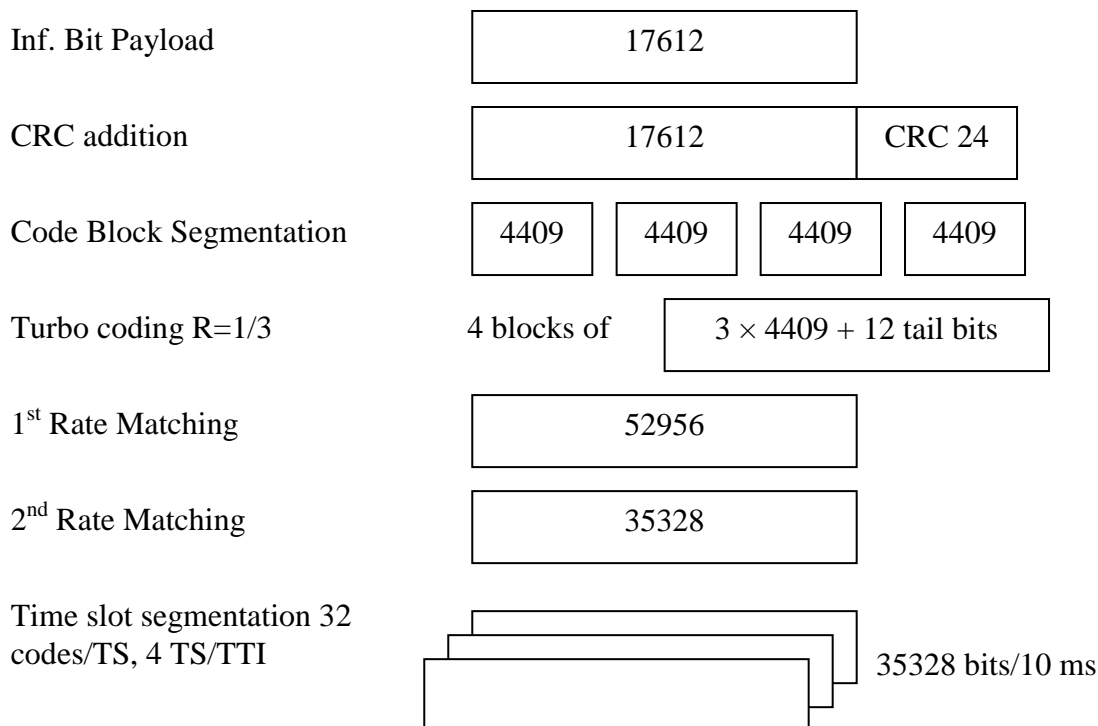 Inf. Bit Payload 17612
CRC addition 17612 CRC 24
Code Block Segmentation 4409 4409 4409 4409
Turbo coding R=1/3 4 blocks of 3 × 4409 + 12 tail bits
1st Rate Matching 52956
2nd Rate Matching 35328
Time slot segmentation 32
codes/TS, 4 TS/TTI
35328 bits/10 ms